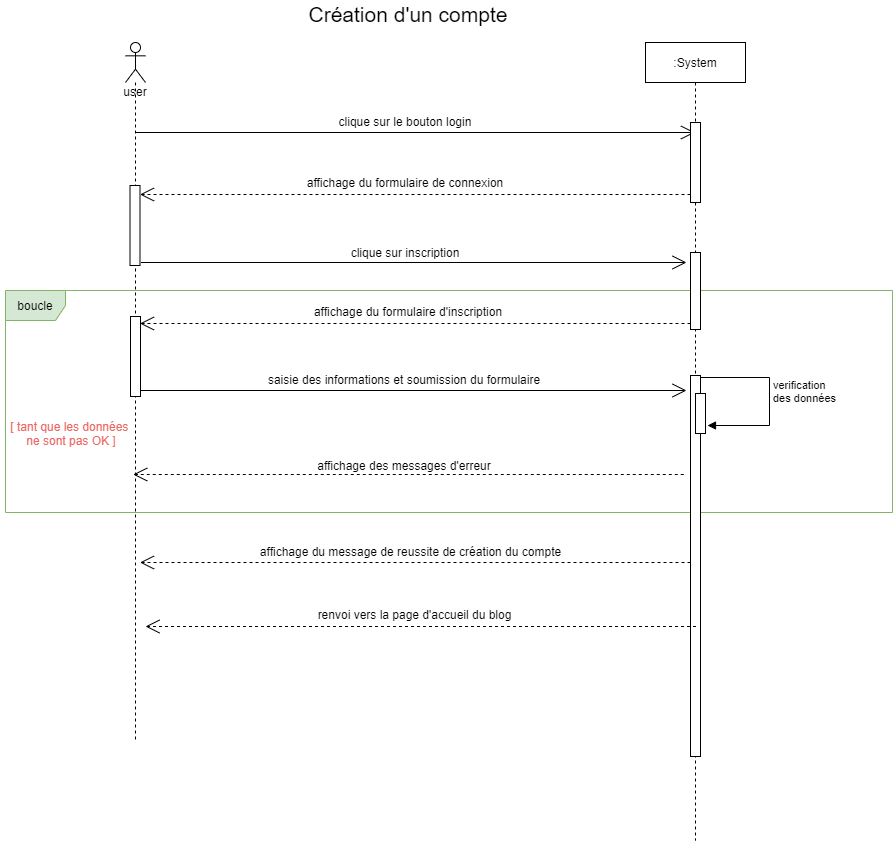 Création d'un compte
user
:System
clique sur le bouton login
affichage du formulaire de connexion
clique sur inscription
boucle
affichage du formulaire d'inscription
saisie des informations et soumission du formulaire
verification
des données
[ tant que les données
ne sont pas OK ]
affichage des messages d'erreur
affichage du message de reussite de création du compte
renvoi vers la page d'accueil du blog